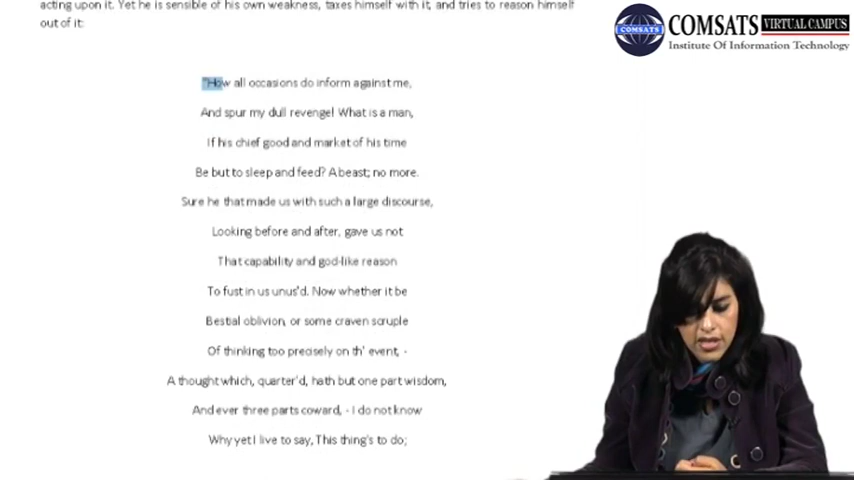 acting upon it. Yet he is sensible of his own weakness, taxes himself with it, and tries to reason himself
out of it:
"How all occasions do inform against me,
And spur my dull revenge! What is a man,
If his chief good and market of his time
Be but to sleep and feed? A beast; no more.
Sure he that made us with such a large discourse,
Looking before and after, gave us not
That capability and god-like reason
To fust in us unus'd. Now whether it be
Bestial oblivion, or some craven scruple
Of thinking too precisely on th' event, -
A thought which, quarter'd, hath but one part wisdom,
And ever three parts coward, - I do not know
Why yet I live to say, This thing's to do;
COMSATS
COMSATS
VIRTUAL CAMPUS
Institute Of Information Technology